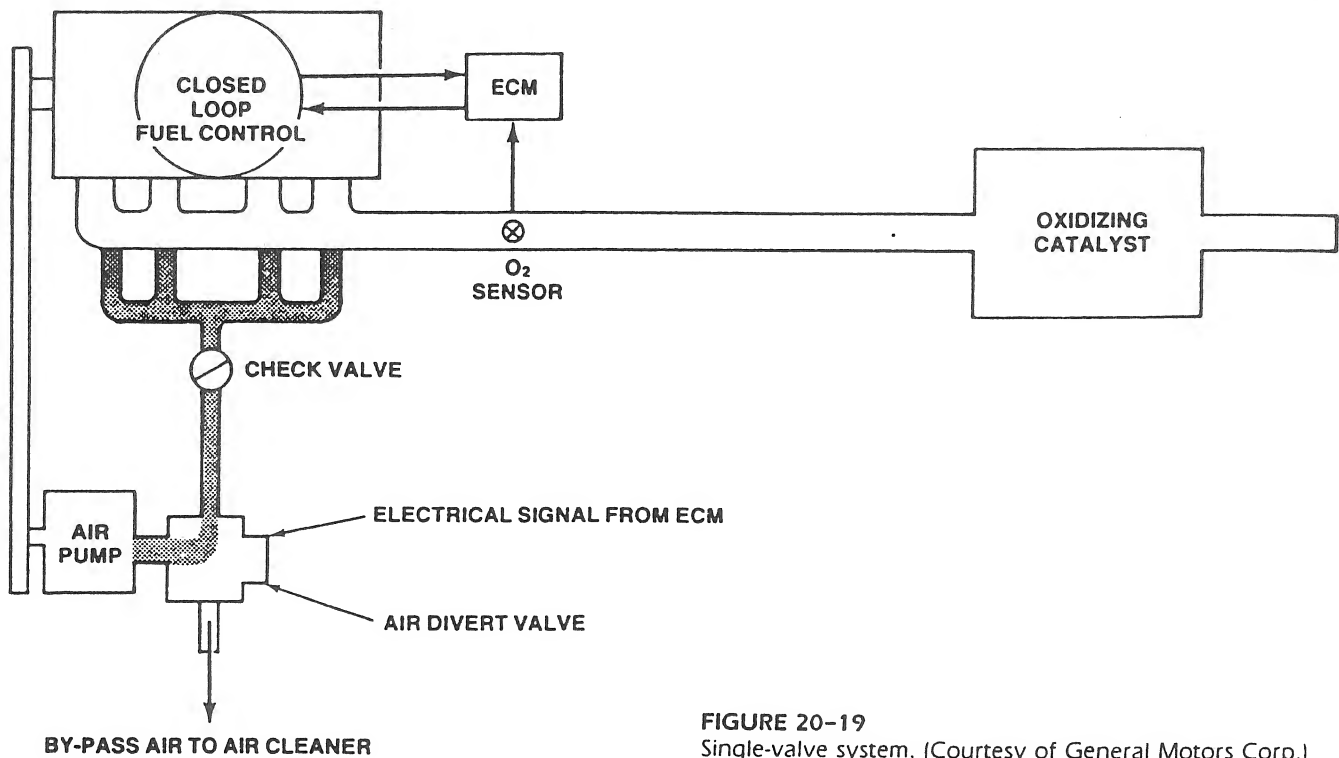 CLOSED
LOOP
FUEL CONTROL
ECM
OXIDIZING
CATALYST
O₂
SENSOR
CHECK VALVE
AIR
PUMP
ELECTRICAL SIGNAL FROM ECM
AIR DIVERT VALVE
BY-PASS AIR TO AIR CLEANER
FIGURE 20-19
Single-valve system. (Courtesy of General Motors Corp.)